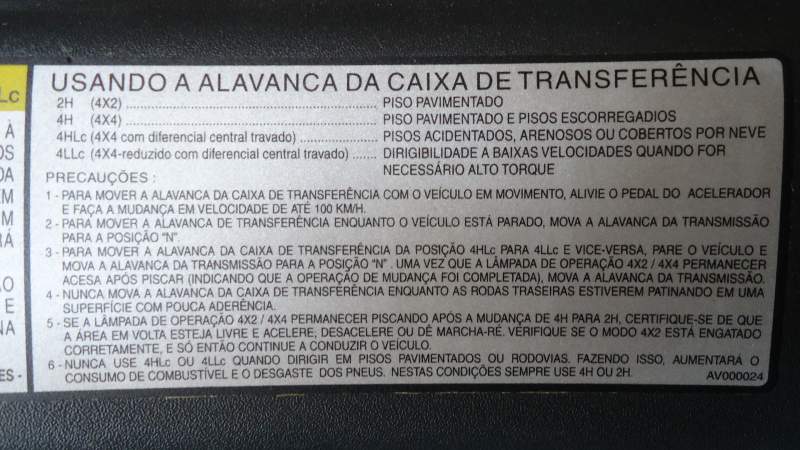 USANDO A ALAVANCA DA CAIXA DE TRANSFERÊNCIA
2H (4X2) ........................................................ PISO PAVIMENTADO
4H (4X4) ........................................................ PISO PAVIMENTADO E PISOS ESCORREGADIOS
4HLc (4X4 com diferencial central travado) ................ PISOS ACIDENTADOS, ARENOSOS OU COBERTOS POR NEVE
4LLc (4X4-reduzido com diferencial central travado) ...... DIRIGIBILIDADE A BAIXAS VELOCIDADES QUANDO FOR
NECESSÁRIO ALTO TORQUE
PRECAUÇÕES :
1 - PARA MOVER A ALAVANCA DA CAIXA DE TRANSFERÊNCIA COM O VEÍCULO EM MOVIMENTO, ALIVIE O PEDAL DO ACELERADOR
E FAÇA A MUDANÇA EM VELOCIDADE DE ATÉ 100 KM/H.
2 - PARA MOVER A ALAVANCA DE TRANSFERÊNCIA ENQUANTO O VEÍCULO ESTÁ PARADO, MOVA A ALAVANCA DA TRANSMISSÃO
PARA A POSIÇÃO "N".
3 - PARA MOVER A ALAVANCA DA CAIXA DE TRANSFERÊNCIA DA POSIÇÃO 4HLc PARA 4LLc E VICE-VERSA, PARE O VEÍCULO E
MOVA A ALAVANCA DA TRANSMISSÃO PARA A POSIÇÃO "N" . UMA VEZ QUE A LÂMPADA DE OPERAÇÃO 4X2 / 4X4 PERMANECER
ACESA APÓS PISCAR (INDICANDO QUE A OPERAÇÃO DE MUDANÇA FOI COMPLETADA), MOVA A ALAVANCA DA TRANSMISSÃO.
4 - NUNCA MOVA A ALAVANCA DA CAIXA DE TRANSFERÊNCIA ENQUANTO AS RODAS TRASEIRAS ESTIVEREM PATINANDO EM UMA
SUPERFÍCIE COM POUCA ADERÊNCIA.
5 - SE A LÂMPADA DE OPERAÇÃO 4X2 / 4X4 PERMANECER PISCANDO APÓS A MUDANÇA DE 4H PARA 2H, CERTIFIQUE-SE DE QUE
A ÁREA EM VOLTA ESTEJA LIVRE E ACELERE, DESACELERE OU DÊ MARCHA-RÉ. VERIFIQUE SE O MODO 4X2 ESTÁ ENGATADO
CORRETAMENTE, E SÓ ENTÃO CONTINUE A CONDUZIR O VEÍCULO.
6 - NUNCA USE 4HLc OU 4LLc QUANDO DIRIGIR EM PISOS PAVIMENTADOS OU RODOVIAS. FAZENDO ISSO, AUMENTARÁ O
CONSUMO DE COMBUSTÍVEL E O DESGASTE DOS PNEUS. NESTAS CONDIÇÕES SEMPRE USE 4H OU 2H.
AV000024